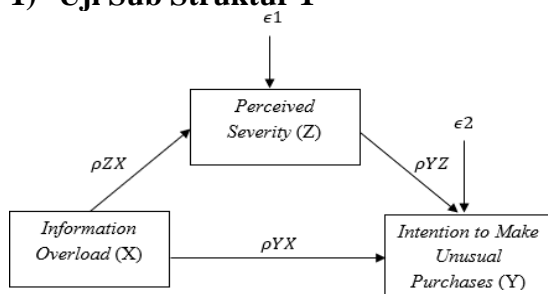 1) Uji Sub Struktur 1
ϵ1
Perceived
Severity (Z)
ϵ2
ρZX
ρYZ
Information
Overload (X)
ρYX
Intention to Make
Unusual
Purchases (Y)